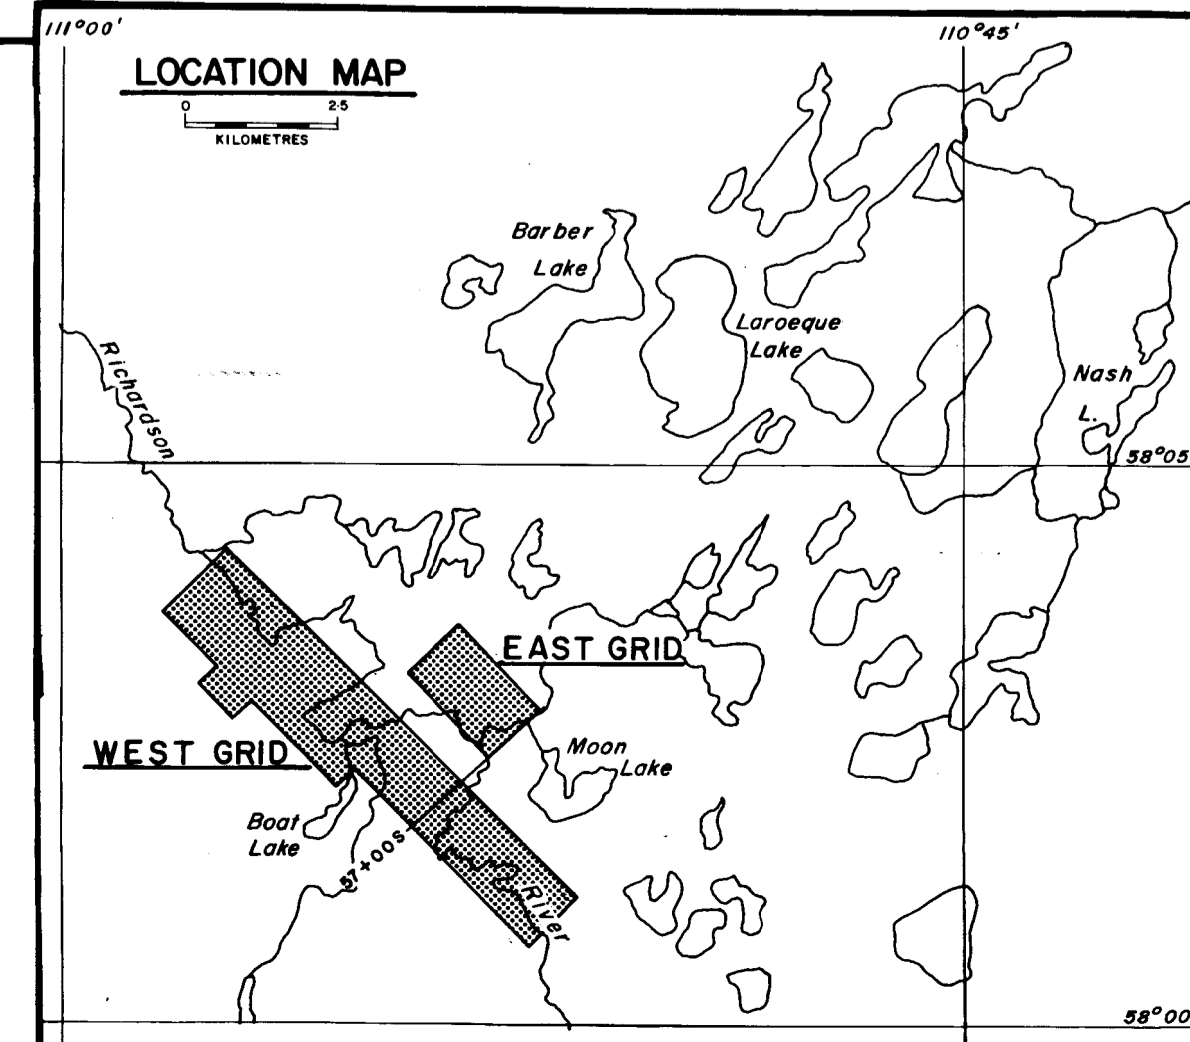 111°00'
110°45'
LOCATION MAP
0 2·5
KILOMETRES
Barber
Lake
Laroeque
Lake
Richardson
Nash
L.
58°05
EAST GRID
WEST GRID
Moon
Lake
Boat
Lake
57+00S
River
58°00